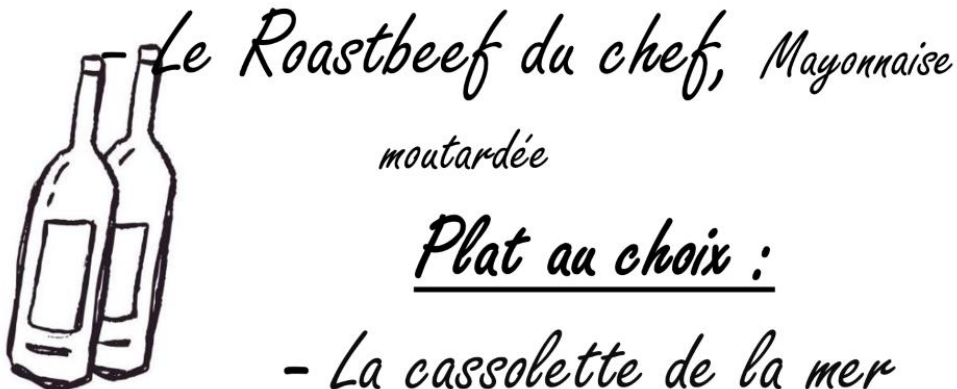 - Le Roastbeef du chef, Mayonnaise
moutardée
Plat au choix :
- La cassolette de la mer